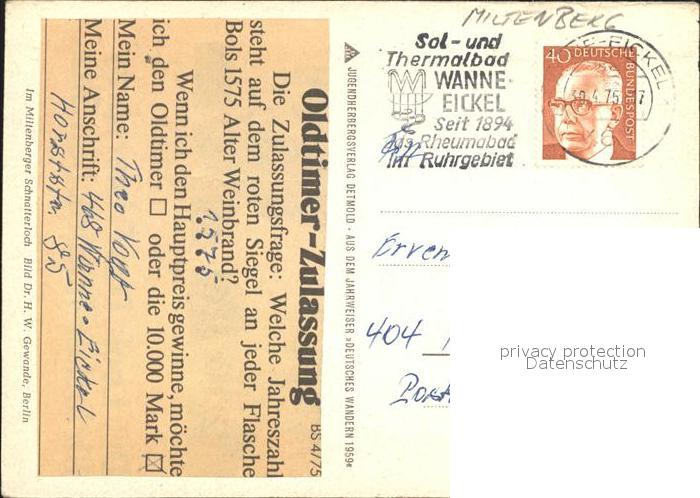 MILTENBERG
Sol- und
Thermalbad
WANNE-
EICKEL
Seit 1894
das Rheumabad
im Ruhrgebiet
E-EICKEL
40 DEUTSCHE
BUNDESPOST
Erven
404
Post
privacy protection
Datenschutz
JUGENDHERBERGSVERLAG DETMOLD · AUS DEM JAHRWEISER »DEUTSCHES WANDERN 1959«
BS 4/75
Oldtimer-Zulassung
Die Zulassungsfrage: Welche Jahreszahl
steht auf dem roten Siegel an jeder Flasche
Bols 1575 Alter Weinbrand?
1575
Wenn ich den Hauptpreis gewinne, möchte
ich den Oldtimer ☐ oder die 10.000 Mark ☒
Mein Name: Theo Vogt
Meine Anschrift: 468 Wanne-Eickel
Horststr. 85
Im Miltenberger Schnatterloch Bild Dr. H. W. Gewande, Berlin